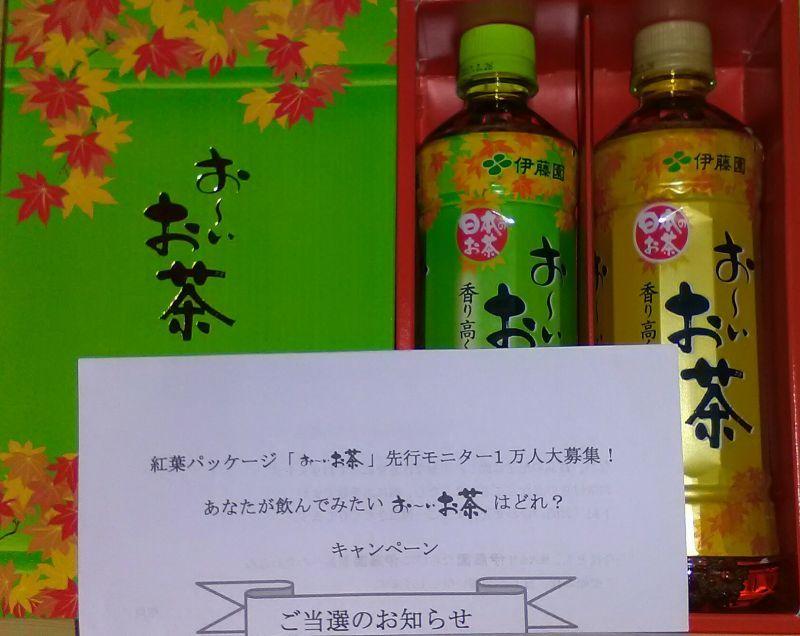 お〜い
お
茶
伊藤園
日本の
お茶
お〜い
お
香り高く
伊藤園
日本の
お茶
お〜い
お茶
香り高く
紅葉パッケージ「お〜いお茶」先行モニター1万人大募集！
あなたが飲んでみたい お〜いお茶 はどれ？
キャンペーン
ご当選のお知らせ